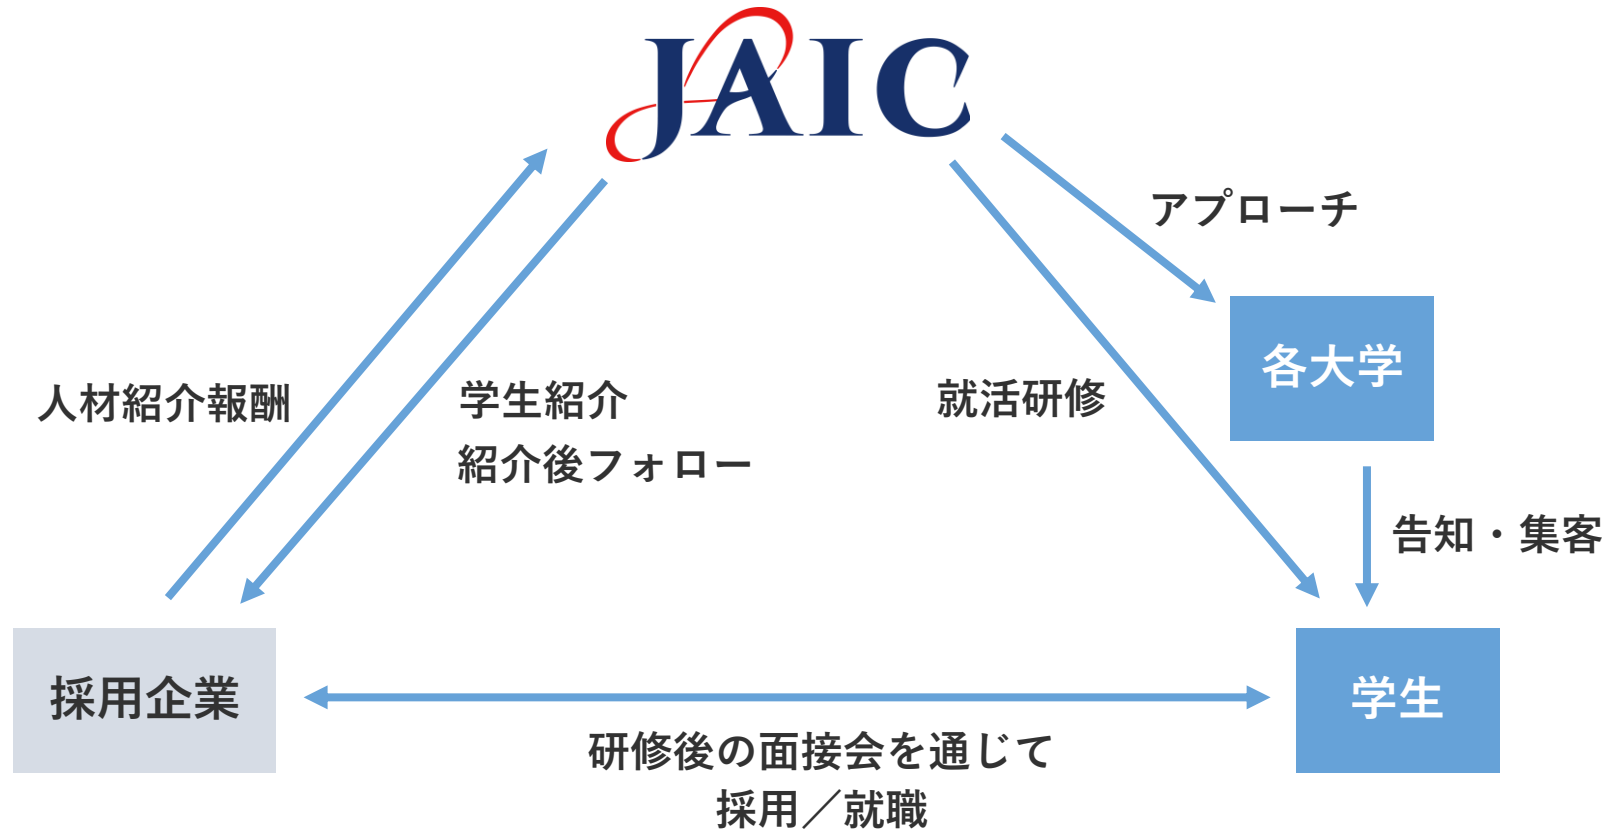 JAIC
アプローチ
各大学
人材紹介報酬
学生紹介
紹介後フォロー
就活研修
告知・集客
採用企業
学生
研修後の面接会を通じて
採用／就職